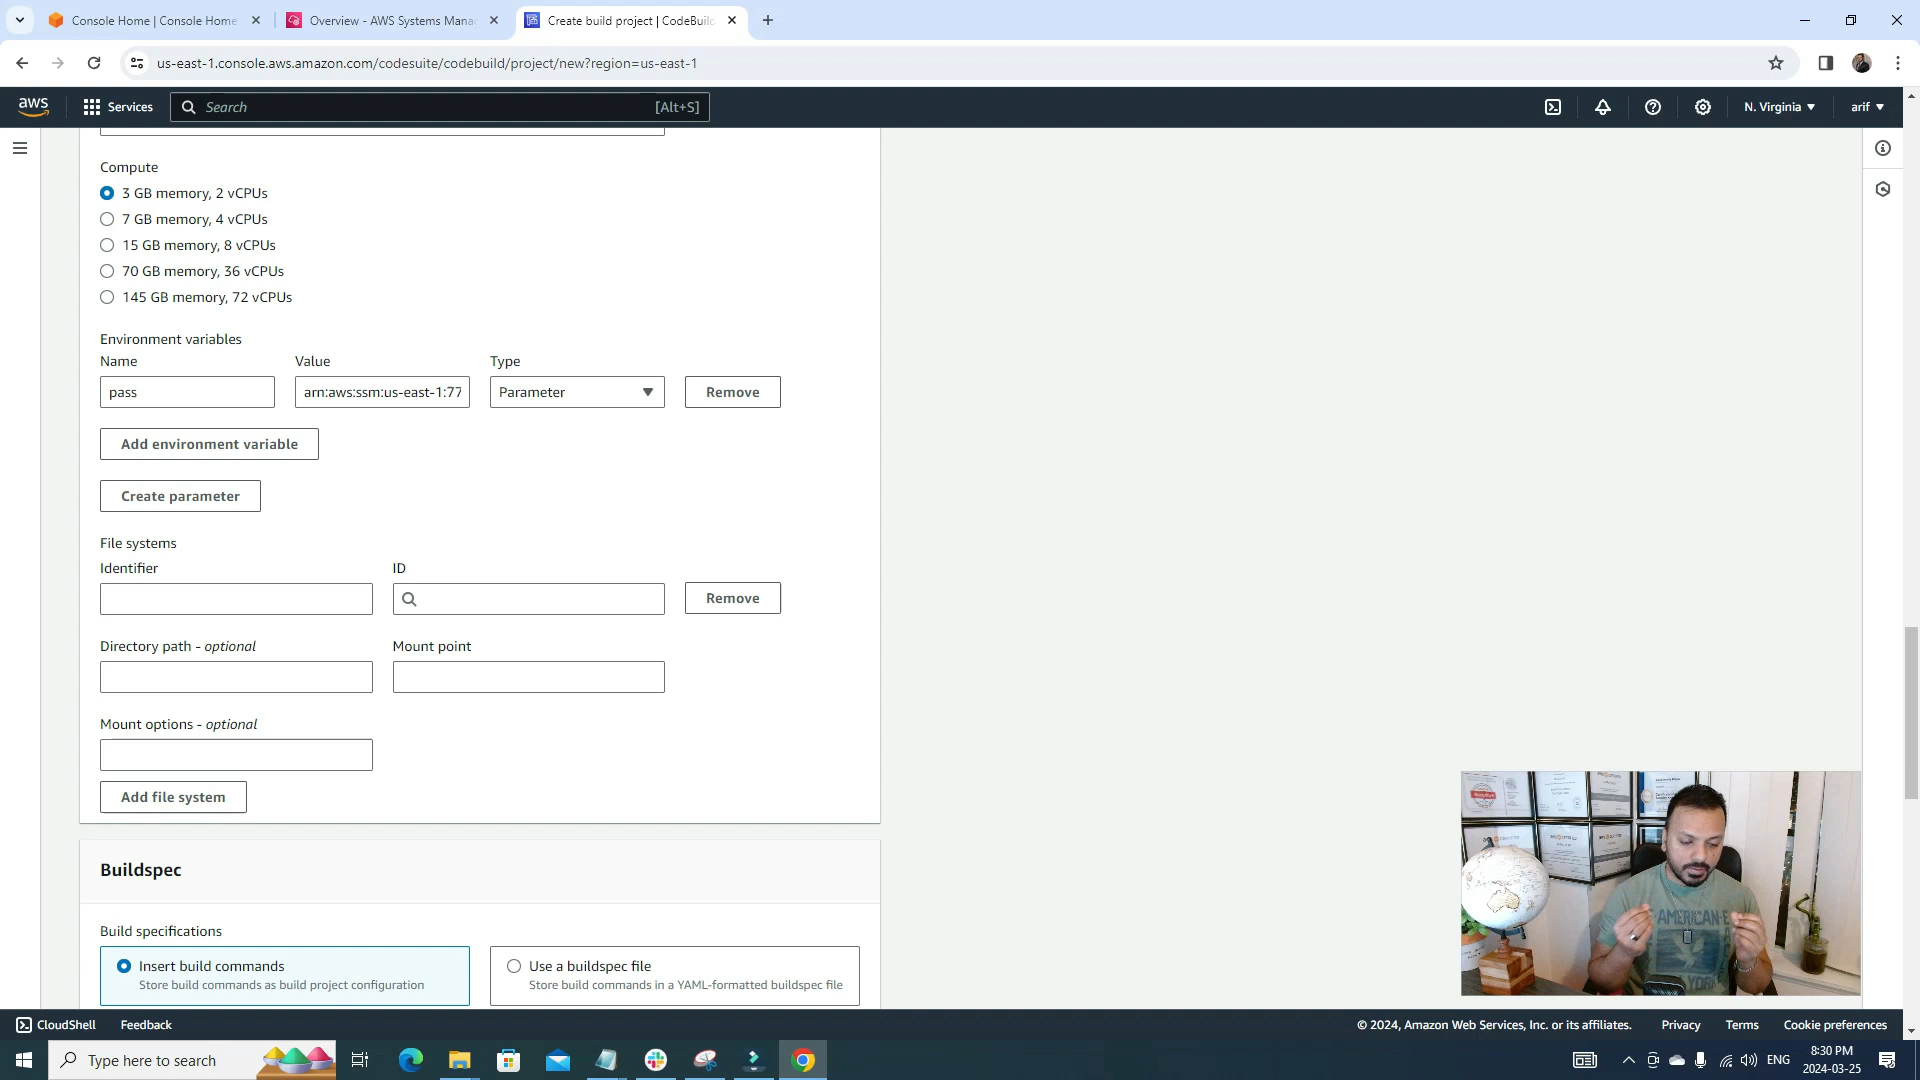 Console Home | Console Home
Overview - AWS Systems Mana
Create build project | CodeBuild
us-east-1.console.aws.amazon.com/codesuite/codebuild/project/new?region=us-east-1
aws
Services
Search
[Alt+S]
N. Virginia
arif
Compute
3 GB memory, 2 vCPUs
7 GB memory, 4 vCPUs
15 GB memory, 8 vCPUs
70 GB memory, 36 vCPUs
145 GB memory, 72 vCPUs
Environment variables
Name Value Type
pass arn:aws:ssm:us-east-1:77 Parameter Remove
Add environment variable
Create parameter
File systems
Identifier ID
Remove
Directory path - optional Mount point
Mount options - optional
Add file system
Buildspec
Build specifications
Insert build commands
Store build commands as build project configuration
Use a buildspec file
Store build commands in a YAML-formatted buildspec file
AMERICAN E
CloudShell Feedback © 2024, Amazon Web Services, Inc. or its affiliates. Privacy Terms Cookie preferences
Type here to search
ENG
8:30 PM
2024-03-25